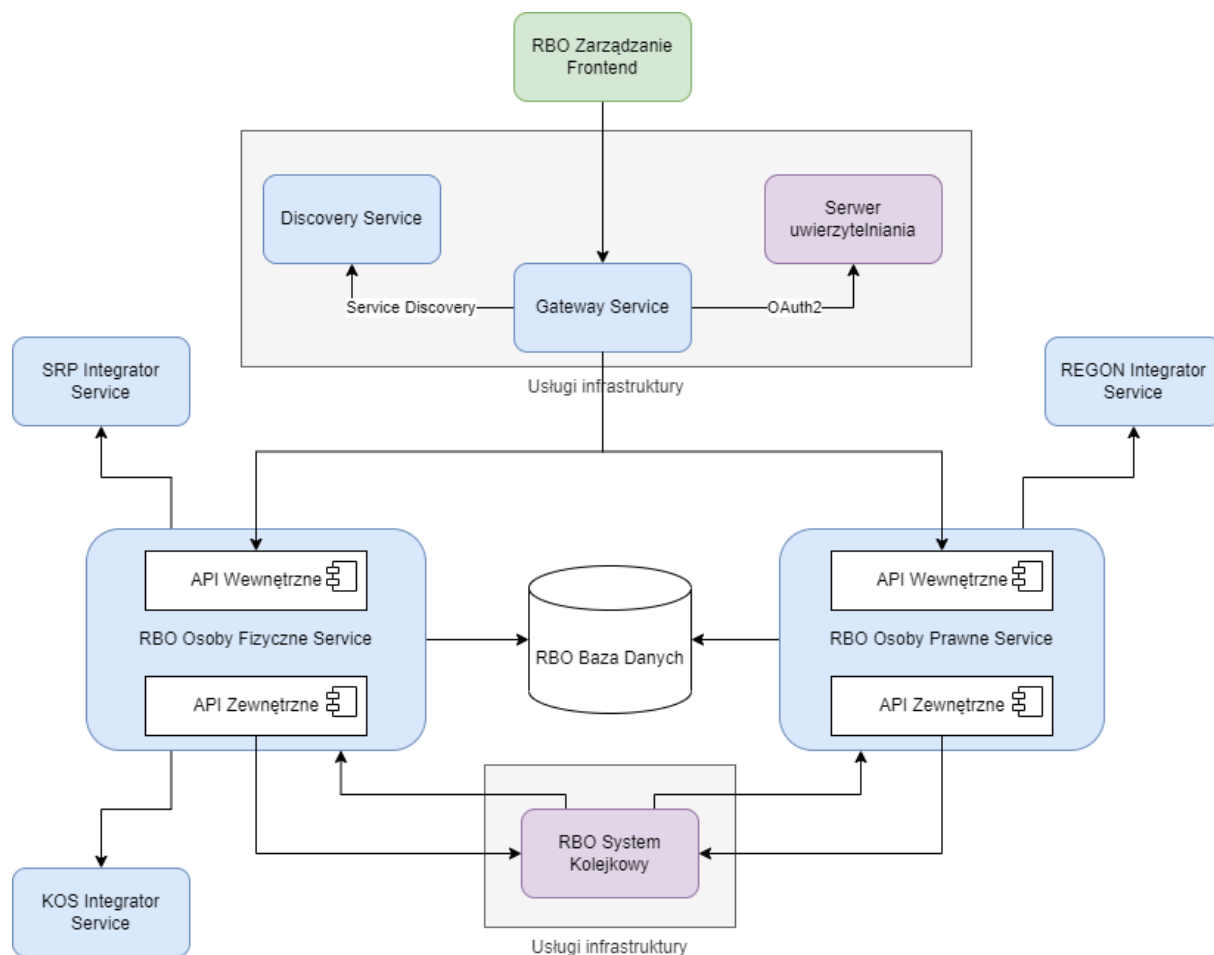 RBO Zarządzanie
Frontend
Discovery Service
Serwer
uwierzytelniania
Service Discovery
Gateway Service
OAuth2
Usługi infrastruktury
SRP Integrator
Service
REGON Integrator
Service
API Wewnętrzne
RBO Osoby Fizyczne Service
API Zewnętrzne
RBO Baza Danych
API Wewnętrzne
RBO Osoby Prawne Service
API Zewnętrzne
RBO System
Kolejkowy
Usługi infrastruktury
KOS Integrator
Service